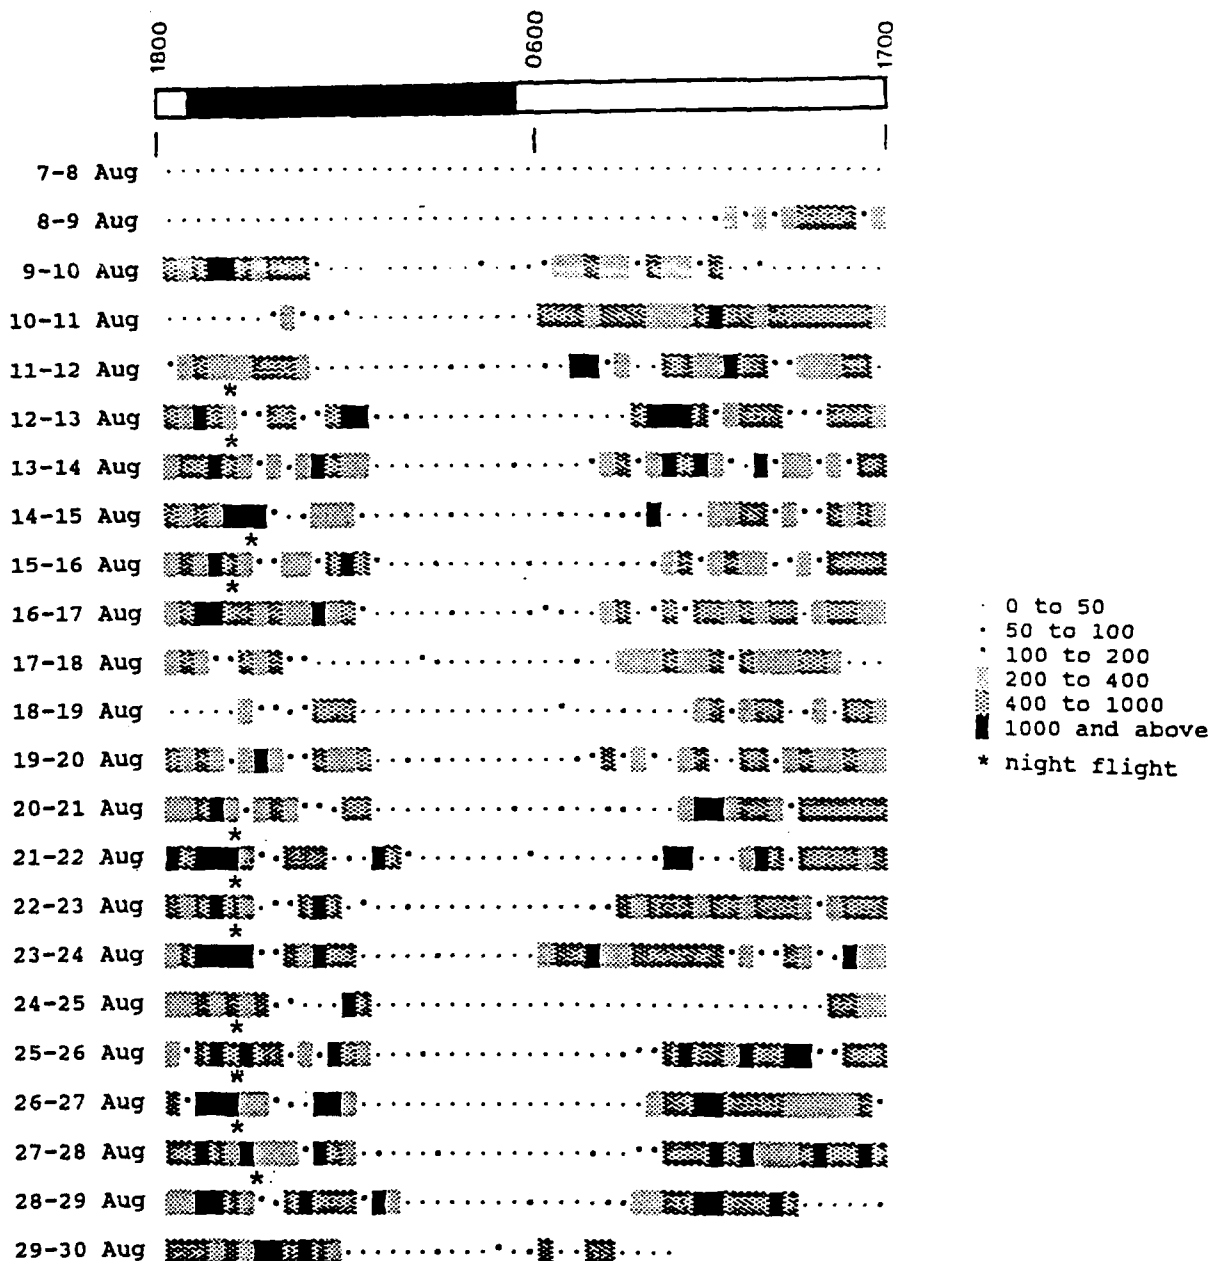 1800
0600
1700
7-8 Aug
8-9 Aug
9-10 Aug
10-11 Aug
11-12 Aug
12-13 Aug
13-14 Aug
14-15 Aug
15-16 Aug
16-17 Aug
17-18 Aug
18-19 Aug
19-20 Aug
20-21 Aug
21-22 Aug
22-23 Aug
23-24 Aug
24-25 Aug
25-26 Aug
26-27 Aug
27-28 Aug
28-29 Aug
29-30 Aug
0 to 50
50 to 100
100 to 200
200 to 400
400 to 1000
1000 and above
* night flight